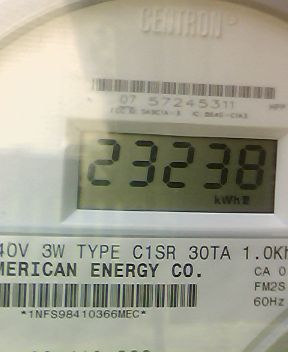 CENTRON®
07 57245311
23238
kWh
40V 3W TYPE C1SR 30TA 1.0Kh
MERICAN ENERGY CO.
CA 0
FM2S
60Hz
*1NFS98410366MEC*